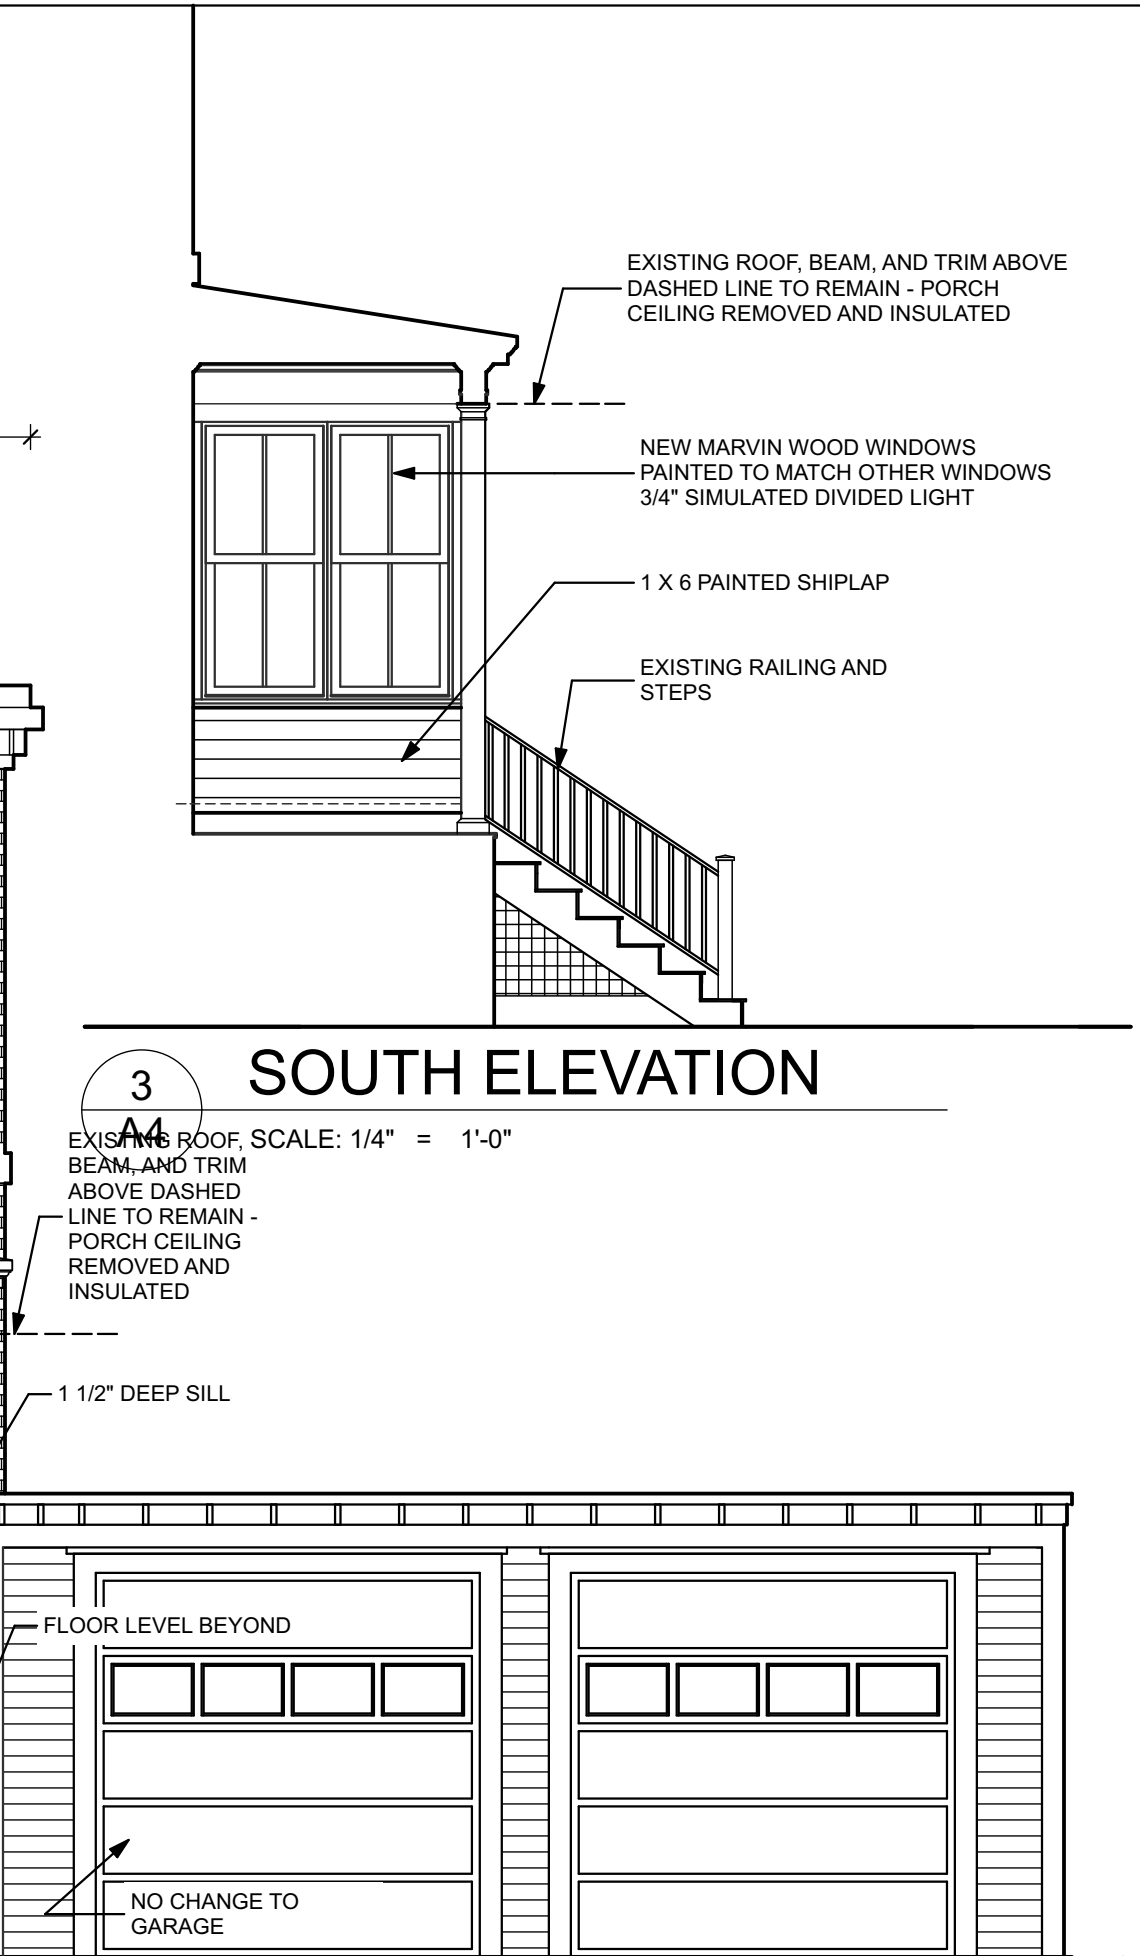 EXISTING ROOF, BEAM, AND TRIM ABOVE
DASHED LINE TO REMAIN - PORCH
CEILING REMOVED AND INSULATED
NEW MARVIN WOOD WINDOWS
PAINTED TO MATCH OTHER WINDOWS
3/4" SIMULATED DIVIDED LIGHT
1 X 6 PAINTED SHIPLAP
EXISTING RAILING AND
STEPS
3
A4
SOUTH ELEVATION
SCALE: 1/4" = 1'-0"
EXISTING ROOF,
BEAM, AND TRIM
ABOVE DASHED
LINE TO REMAIN -
PORCH CEILING
REMOVED AND
INSULATED
1 1/2" DEEP SILL
FLOOR LEVEL BEYOND
NO CHANGE TO
GARAGE